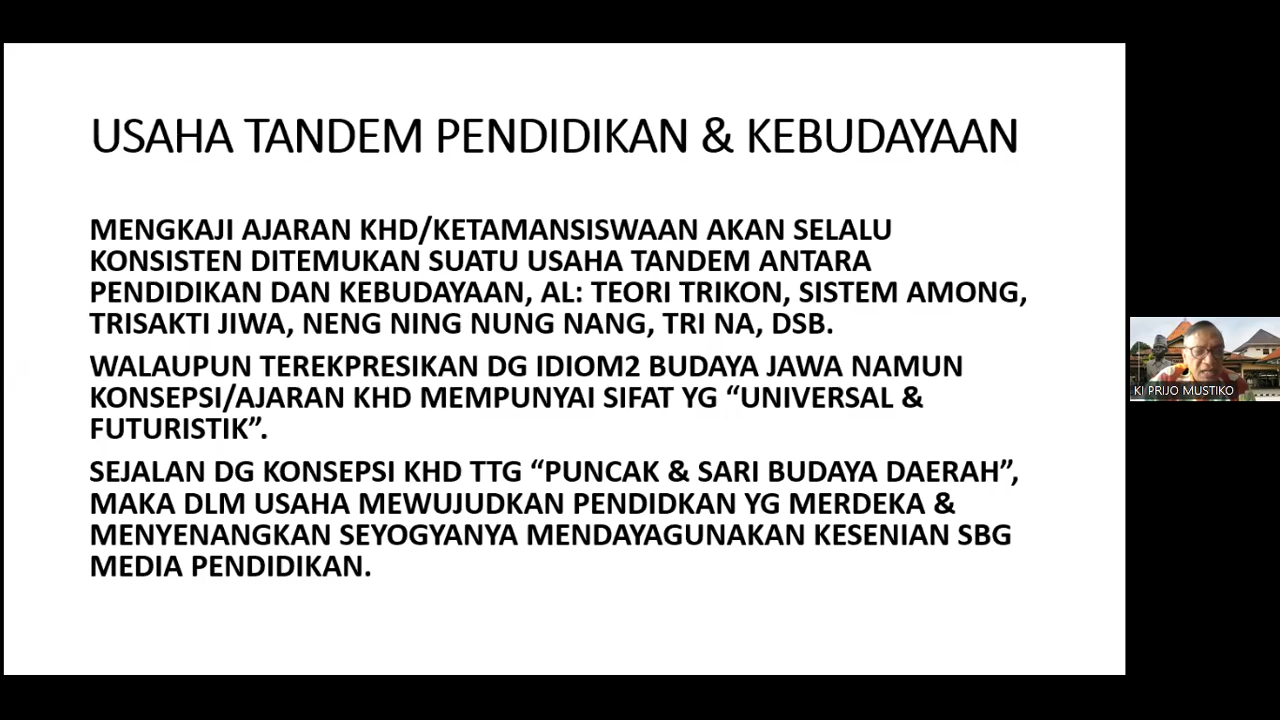 USAHA TANDEM PENDIDIKAN & KEBUDAYAAN
MENGKAJI AJARAN KHD/KETAMANSISWAAN AKAN SELALU
KONSISTEN DITEMUKAN SUATU USAHA TANDEM ANTARA
PENDIDIKAN DAN KEBUDAYAAN, AL: TEORI TRIKON, SISTEM AMONG,
TRISAKTI JIWA, NENG NING NUNG NANG, TRI NA, DSB.
WALAUPUN TEREKPRESIKAN DG IDIOM2 BUDAYA JAWA NAMUN
KONSEPSI/AJARAN KHD MEMPUNYAI SIFAT YG “UNIVERSAL &
FUTURISTIK”.
SEJALAN DG KONSEPSI KHD TTG “PUNCAK & SARI BUDAYA DAERAH”,
MAKA DLM USAHA MEWUJUDKAN PENDIDKAN YG MERDEKA &
MENYENANGKAN SEYOGYANYA MENDAYAGUNAKAN KESENIAN SBG
MEDIA PENDIDIKAN.
KI PRIJO MUSTIKO